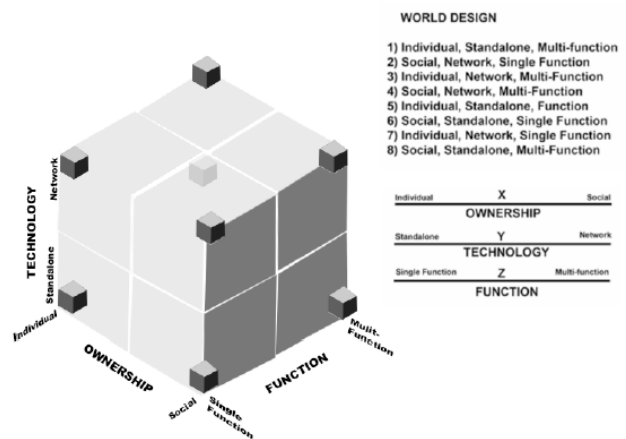 WORLD DESIGN
1) Individual, Standalone, Multi-function
2) Social, Network, Single Function
3) Individual, Network, Multi-Function
4) Social, Network, Multi-Function
5) Individual, Standalone, Function
6) Social, Standalone, Single Function
7) Individual, Network, Single Function
8) Social, Standalone, Multi-Function
Individual X Social
OWNERSHIP
Standalone Y Network
TECHNOLOGY
Single Function Z Multi-function
FUNCTION
TECHNOLOGY
Network
Standalone
Individual
OWNERSHIP
Social
Single
Function
FUNCTION
Mulit-
Function